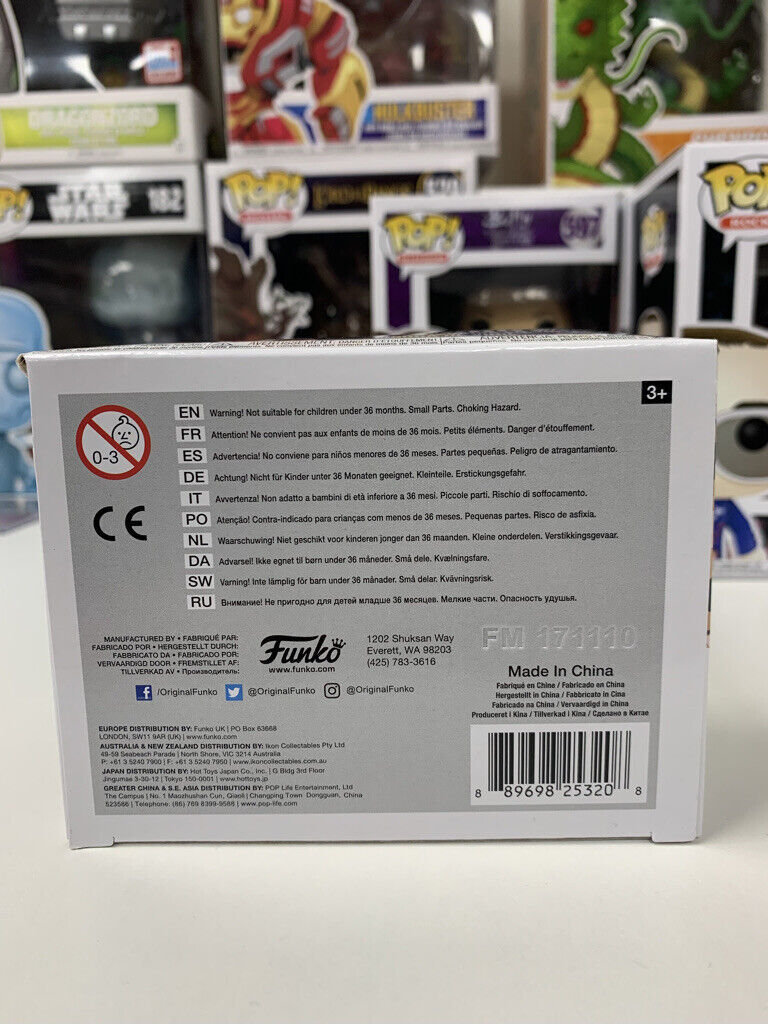 HULKBUSTER
STAR
WARS
182
POP!
POP!
597
POP!
3+
0-3
CE
EN Warning! Not suitable for children under 36 months. Small Parts. Choking Hazard.
FR Attention! Ne convient pas aux enfants de moins de 36 mois. Petits éléments. Danger d'étouffement.
ES Advertencia! No conviene para niños menores de 36 meses. Partes pequeñas. Peligro de atragantamiento.
DE Achtung! Nicht für Kinder unter 36 Monaten geeignet. Kleinteile. Erstickungsgefahr.
IT Avvertenza! Non adatto a bambini di età inferiore a 36 mesi. Piccole parti. Rischio di soffocamento.
PO Atenção! Contra-indicado para crianças com menos de 36 meses. Pequenas partes. Risco de asfixia.
NL Waarschuwing! Niet geschikt voor kinderen jonger dan 36 maanden. Kleine onderdelen. Verstikkingsgevaar.
DA Advarsel! Ikke egnet til børn under 36 måneder. Små dele. Kvælningsfare.
SW Varning! Inte lämplig för barn under 36 månader. Små delar. Kvävningsrisk.
RU Внимание! Не пригодно для детей младше 36 месяцев. Мелкие части. Опасность удушья.
MANUFACTURED BY • FABRIQUÉ PAR:
FABRICADO POR • HERGESTELLT DURCH:
FABBRICATO DA • FABRICADO POR:
VERVAARDIGD DOOR • FREMSTILLET AF:
TILLVERKAD AV • Производитель:
Funko
www.funko.com
1202 Shuksan Way
Everett, WA 98203
(425) 783-3616
/OriginalFunko @OriginalFunko @OriginalFunko
FM 171110
Made In China
Fabriqué en Chine / Fabricado en China
Hergestellt in China / Fabbricato in Cina
Fabricado na China / Vervaardigd in China
Produceret i Kina / Tillverkad i Kina / Сделано в Китае
EUROPE DISTRIBUTION BY: Funko UK | PO Box 63668
LONDON, SW11 9AR (UK) | www.funko.com
AUSTRALIA & NEW ZEALAND DISTRIBUTION BY: Ikon Collectables Pty Ltd
49-59 Seabeach Parade | North Shore, VIC 3214 Australia
P: +61 3 5240 7900 | F: +61 3 5240 7950 | www.ikoncollectables.com.au
JAPAN DISTRIBUTION BY: Hot Toys Japan Co., Inc. | G Bldg 3rd Floor
Jingumae 3-30-12 | Tokyo 150-0001 | www.hottoys.jp
GREATER CHINA & S.E. ASIA DISTRIBUTION BY: POP Life Entertainment, Ltd
The Campus | No. 1 Maozhushan Cun, Qiaoli | Changping Town Dongguan, China
523586 | Telephone: (86) 769 8399-9588 | www.pop-life.com
8 89698 25320 8